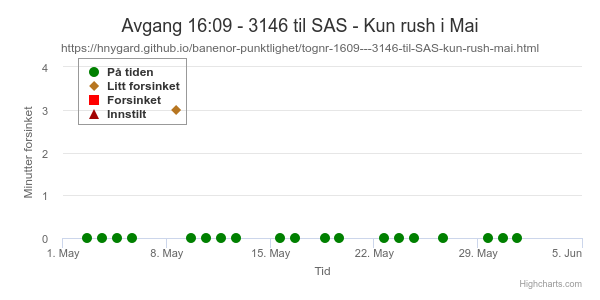 Avgang 16:09 - 3146 til SAS - Kun rush i Mai
https://hnygard.github.io/banenor-punktlighet/tognr-1609---3146-til-SAS-kun-rush-mai.html
På tiden
Litt forsinket
Forsinket
Innstilt
Minutter forsinket
4
3
2
1
0
1. May 8. May 15. May 22. May 29. May 5. Jun
Tid
Highcharts.com